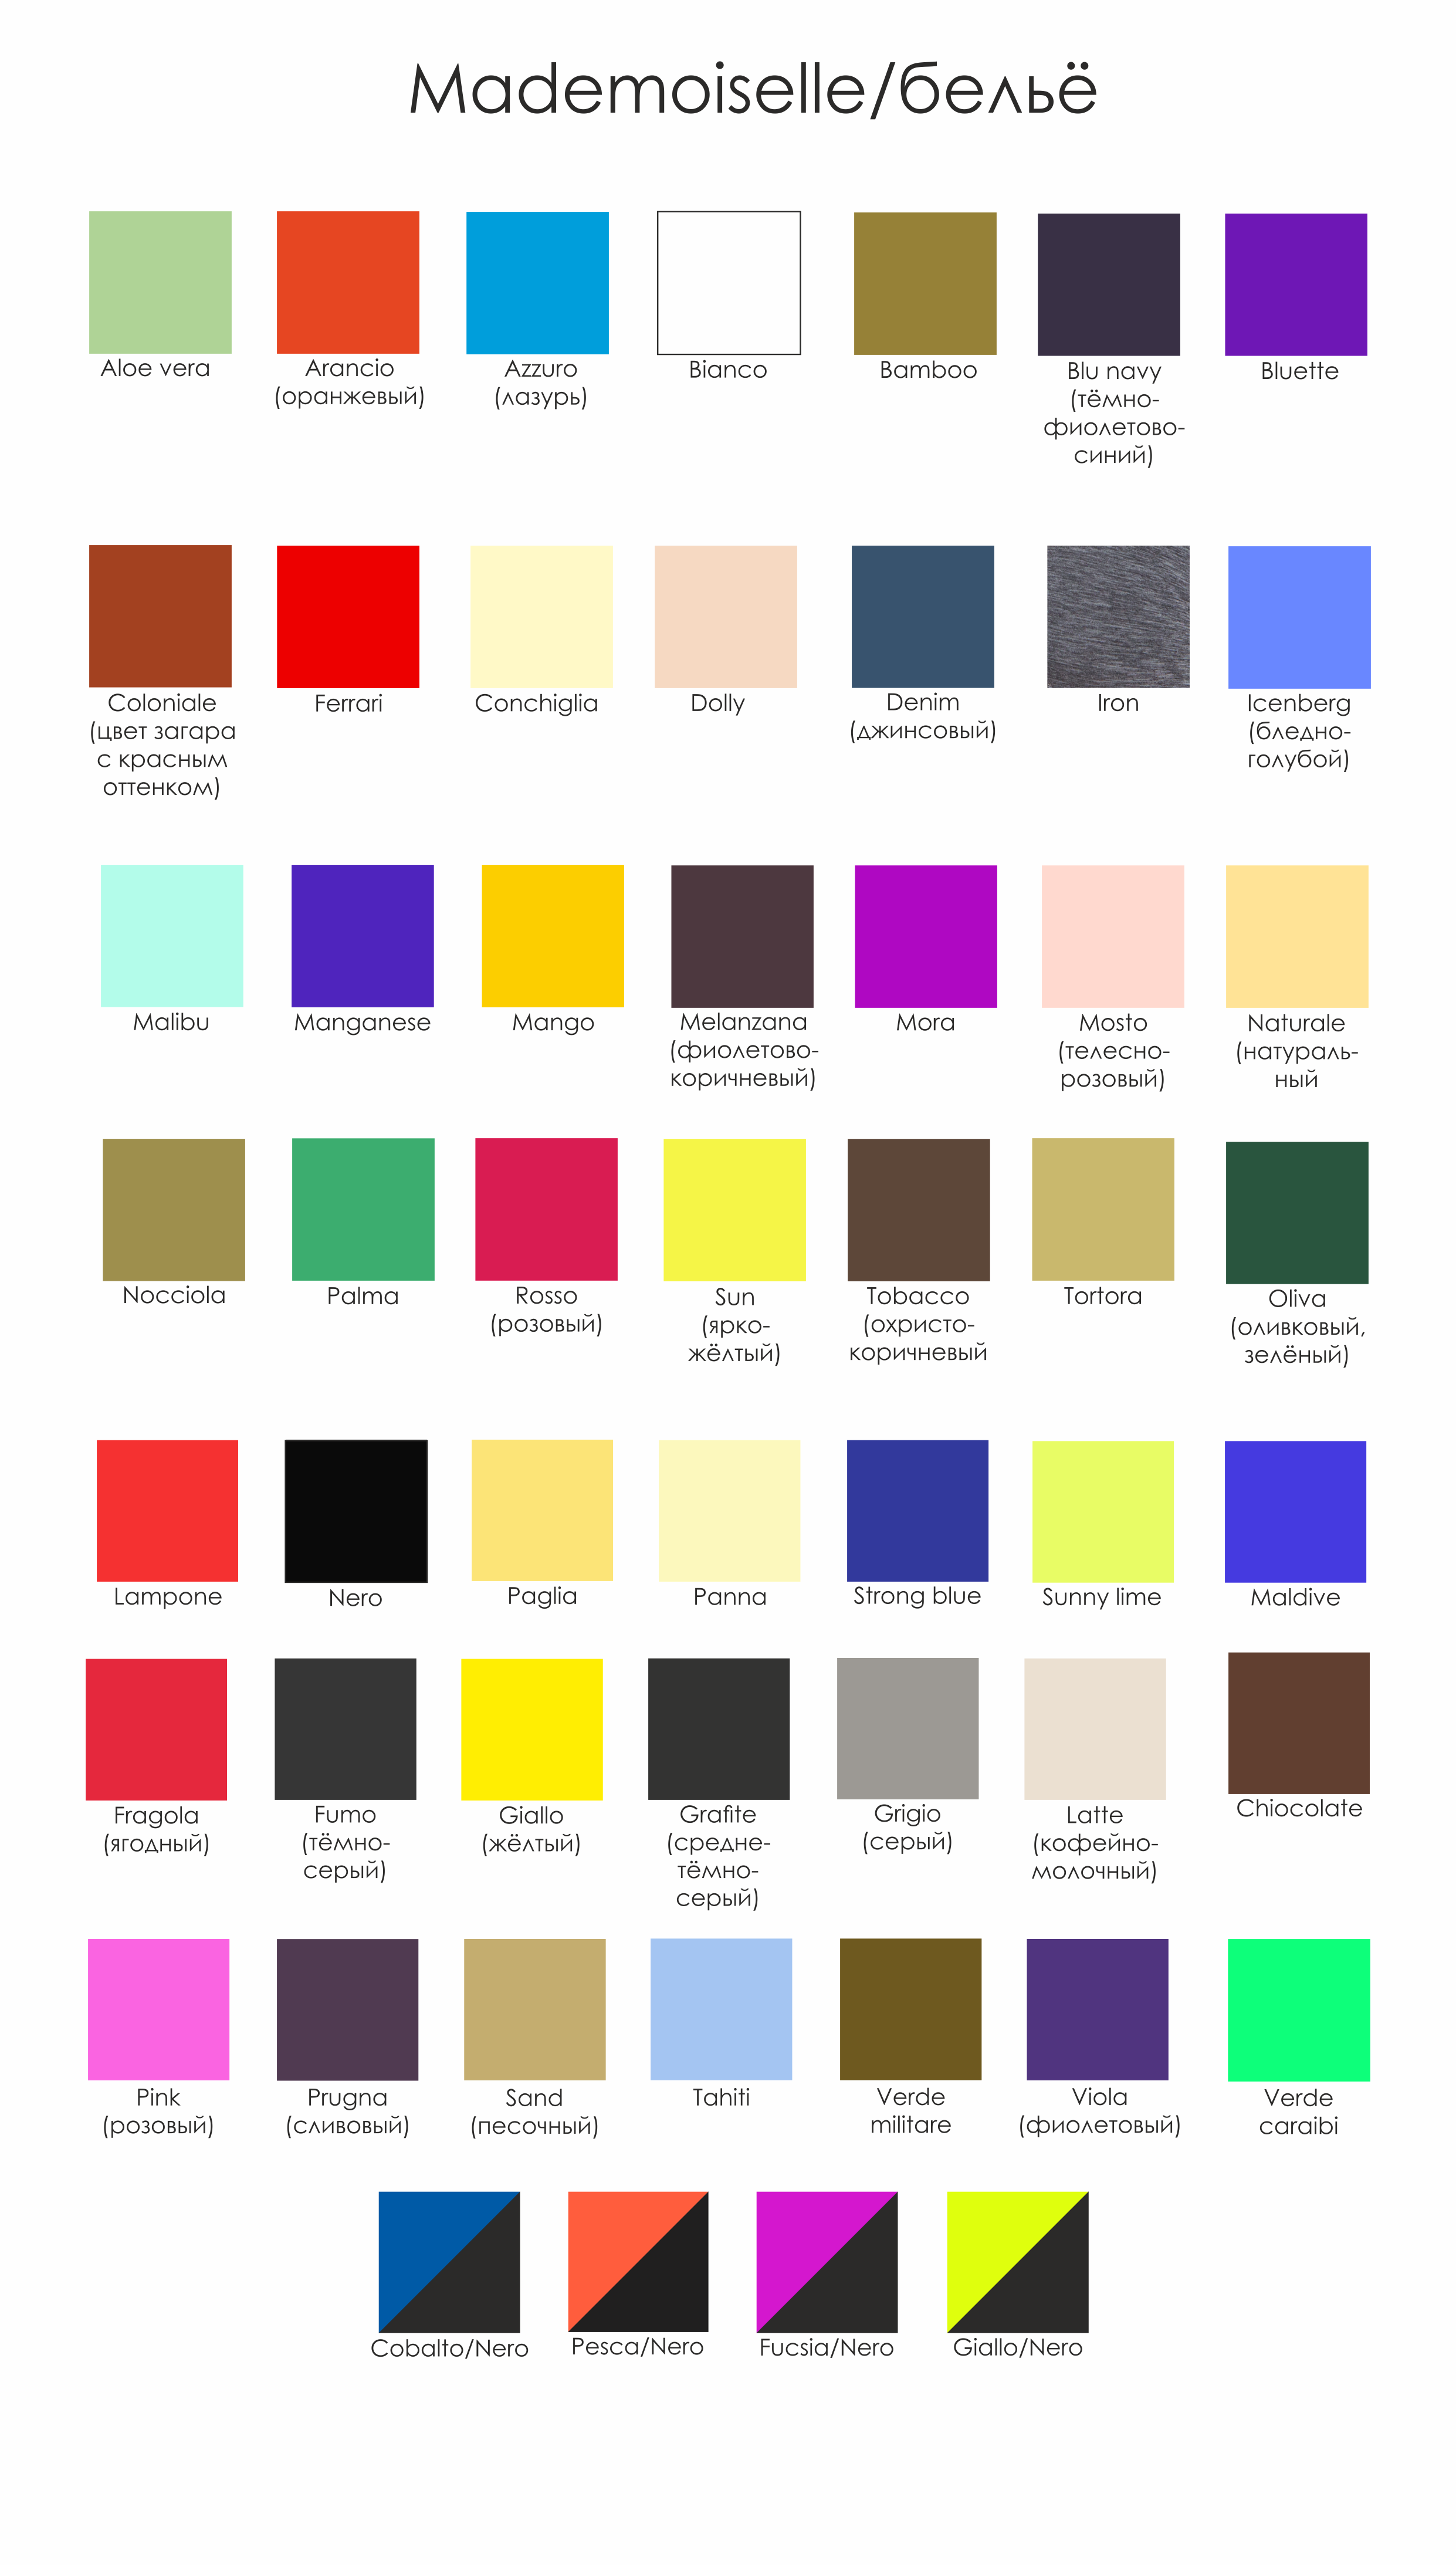 Mademoiselle/бельё
Aloe vera
Arancio
(оранжевый)
Azzuro
(лазурь)
Bianco
Bamboo
Blu navy
(тёмно-
фиолетово-
синий)
Bluette
Coloniale
(цвет загара
с красным
оттенком)
Ferrari
Conchiglia
Dolly
Denim
(джинсовый)
Iron
Icenberg
(бледно-
голубой)
Malibu
Manganese
Mango
Melanzana
(фиолетово-
коричневый)
Mora
Mosto
(телесно-
розовый)
Naturale
(натураль-
ный
Nocciola
Palma
Rosso
(розовый)
Sun
(ярко-
жёлтый)
Tobacco
(охристо-
коричневый
Tortora
Oliva
(оливковый,
зелёный)
Lampone
Nero
Paglia
Panna
Strong blue
Sunny lime
Maldive
Fragola
(ягодный)
Fumo
(тёмно-
серый)
Giallo
(жёлтый)
Grafite
(средне-
тёмно-
серый)
Grigio
(серый)
Latte
(кофейно-
молочный)
Chiocolate
Pink
(розовый)
Prugna
(сливовый)
Sand
(песочный)
Tahiti
Verde
militare
Viola
(фиолетовый)
Verde
caraibi
Cobalto/Nero
Pesca/Nero
Fucsia/Nero
Giallo/Nero